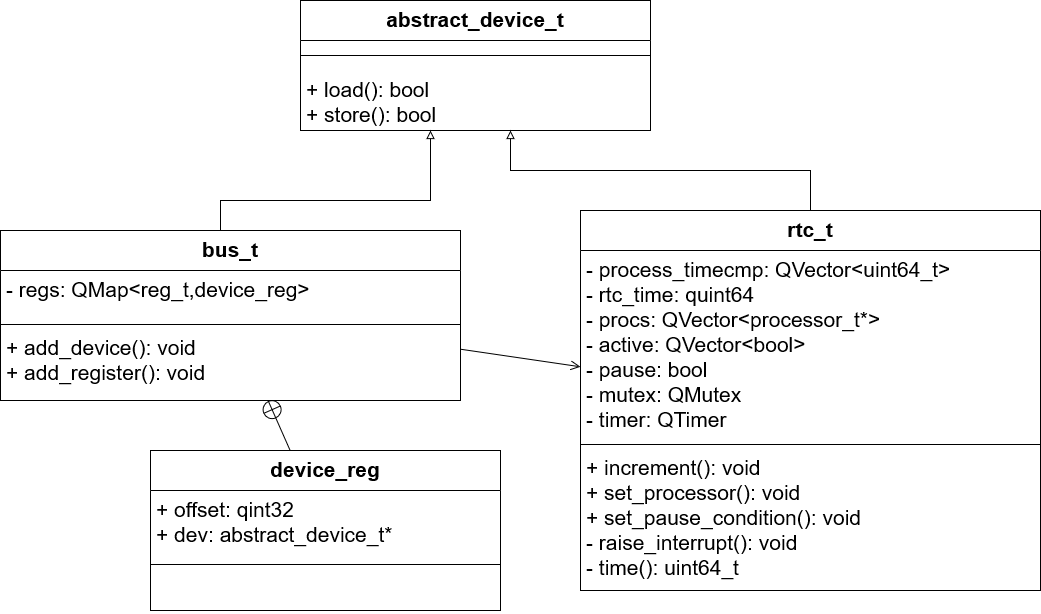 abstract_device_t
+ load(): bool
+ store(): bool
bus_t
- regs: QMap<reg_t,device_reg>
+ add_device(): void
+ add_register(): void
rtc_t
- process_timecmp: QVector<uint64_t>
- rtc_time: quint64
- procs: QVector<processor_t*>
- active: QVector<bool>
- pause: bool
- mutex: QMutex
- timer: QTimer
+ increment(): void
+ set_processor(): void
+ set_pause_condition(): void
- raise_interrupt(): void
- time(): uint64_t
device_reg
+ offset: qint32
+ dev: abstract_device_t*